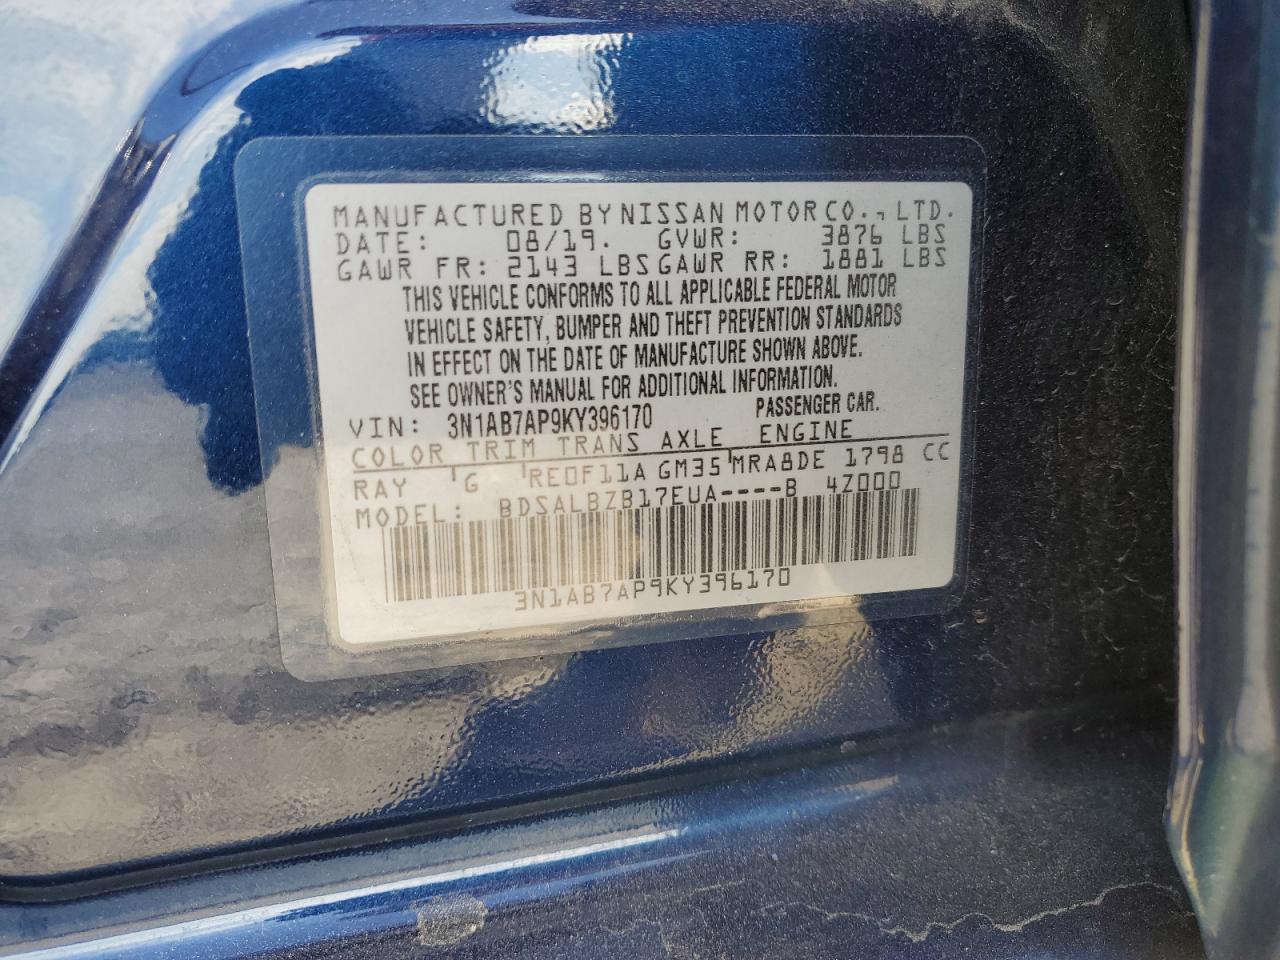 MANUFACTURED BY NISSAN MOTOR CO., LTD.
DATE: 08/19. GVWR: 3876 LBS
GAWR FR: 2143 LBS GAWR RR: 1881 LBS
THIS VEHICLE CONFORMS TO ALL APPLICABLE FEDERAL MOTOR
VEHICLE SAFETY, BUMPER AND THEFT PREVENTION STANDARDS
IN EFFECT ON THE DATE OF MANUFACTURE SHOWN ABOVE.
SEE OWNER'S MANUAL FOR ADDITIONAL INFORMATION.
VIN: 3N1AB7AP9KY396170 PASSENGER CAR.
COLOR TRIM TRANS AXLE ENGINE
RAY G RE0F11A GM35 MRA8DE 1798 CC
MODEL: BDSALBZB17EUA----B 4Z000
3N1AB7AP9KY396170